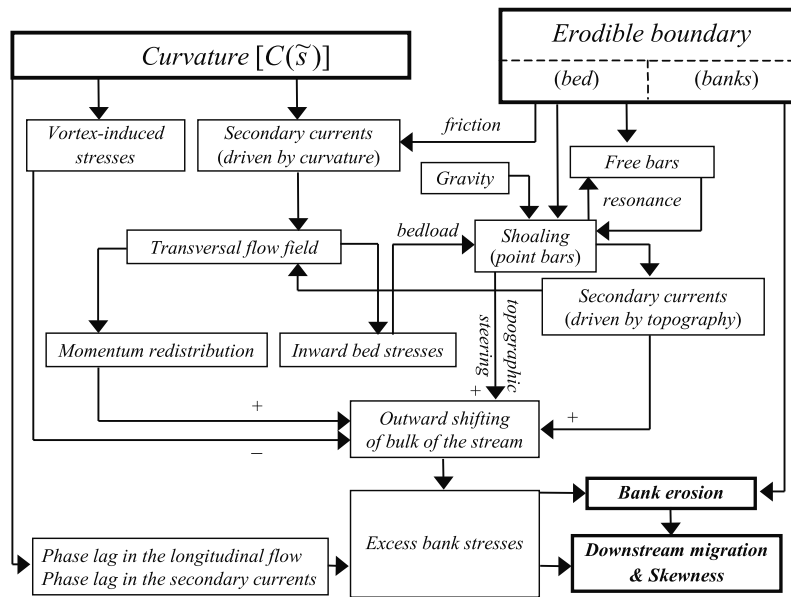 Curvature [C(s̃)]
Erodible boundary
(bed)
(banks)
Vortex-induced
stresses
Secondary currents
(driven by curvature)
friction
Free bars
Gravity
resonance
Transversal flow field
bedload
Shoaling
(point bars)
Secondary currents
(driven by topography)
Momentum redistribution
Inward bed stresses
topographic
steering
+
+
+
−
Outward shifting
of bulk of the stream
Bank erosion
Excess bank stresses
Phase lag in the longitudinal flow
Phase lag in the secondary currents
Downstream migration
& Skewness